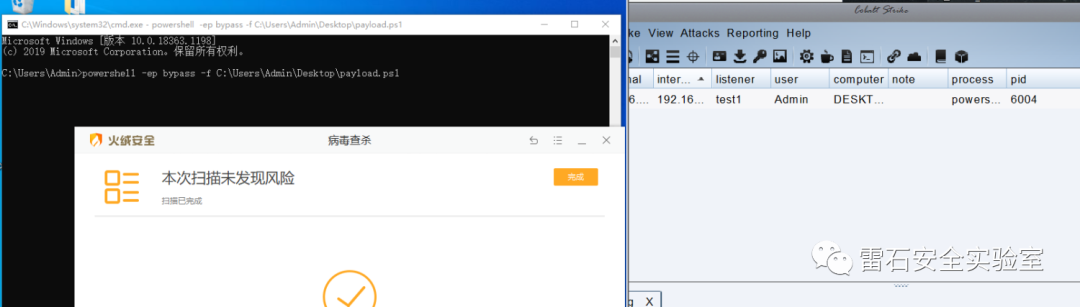 C:\Windows\system32\cmd.exe - powershell -ep bypass -f C:\Users\Admin\Desktop\payload.ps1
Microsoft Windows [版本 10.0.18363.1198]
(c) 2019 Microsoft Corporation。保留所有权利。
C:\Users\Admin>powershell -ep bypass -f C:\Users\Admin\Desktop\payload.ps1
火绒安全
病毒查杀
本次扫描未发现风险
完成
扫描已完成
Cobalt Strike
ke View Attacks Reporting Help
nal inter... listener user computer note process pid
6.... 192.16... test1 Admin DESKT... powers... 6004
雷石安全实验室
g X